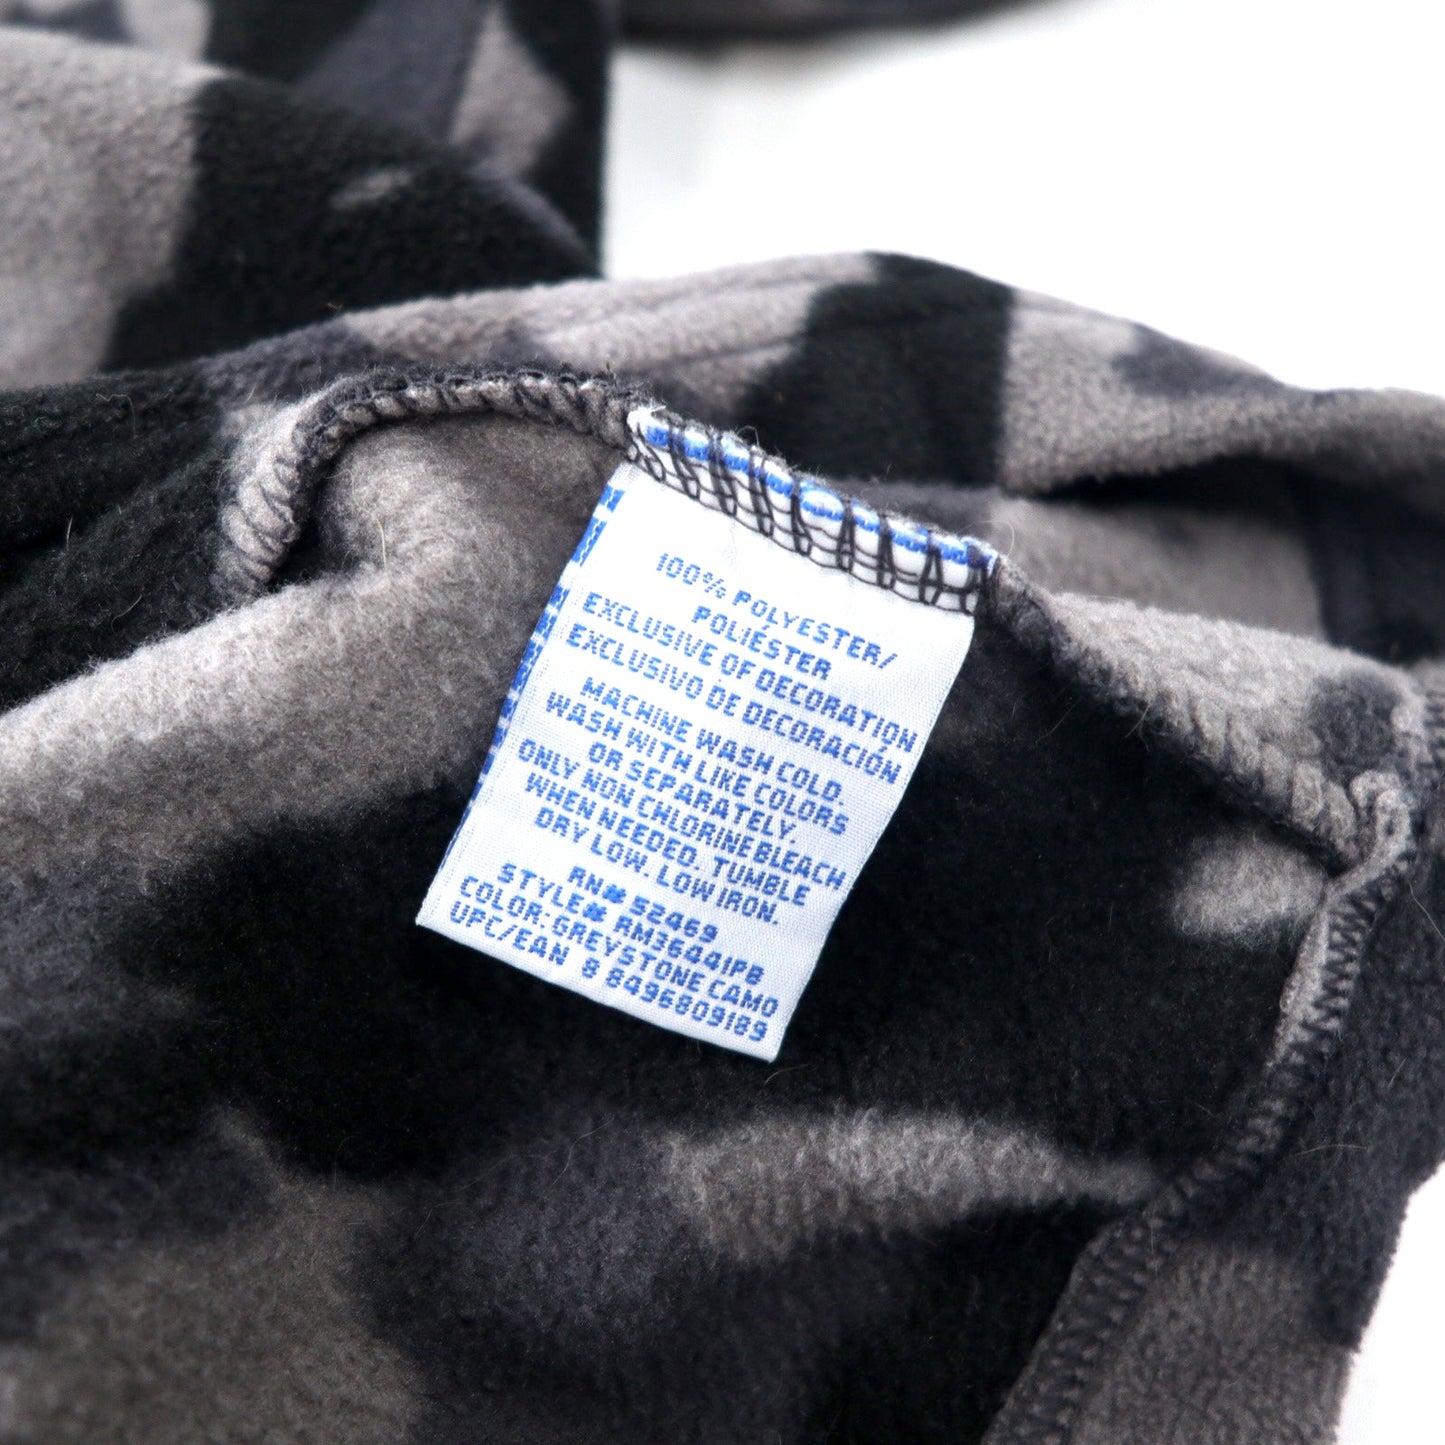 100% POLYESTER/
POLIÉSTER
EXCLUSIVE OF DECORATION
EXCLUSIVO DE DECORACIÓN
MACHINE WASH COLD.
WASH WITH LIKE COLORS
OR SEPARATELY.
ONLY NON CHLORINE BLEACH
WHEN NEEDED. TUMBLE
DRY LOW. LOW IRON.
RN# 52469
STYLE# RM36441PB
COLOR: GREYSTONE CAMO
UPC/EAN 8 8496809189